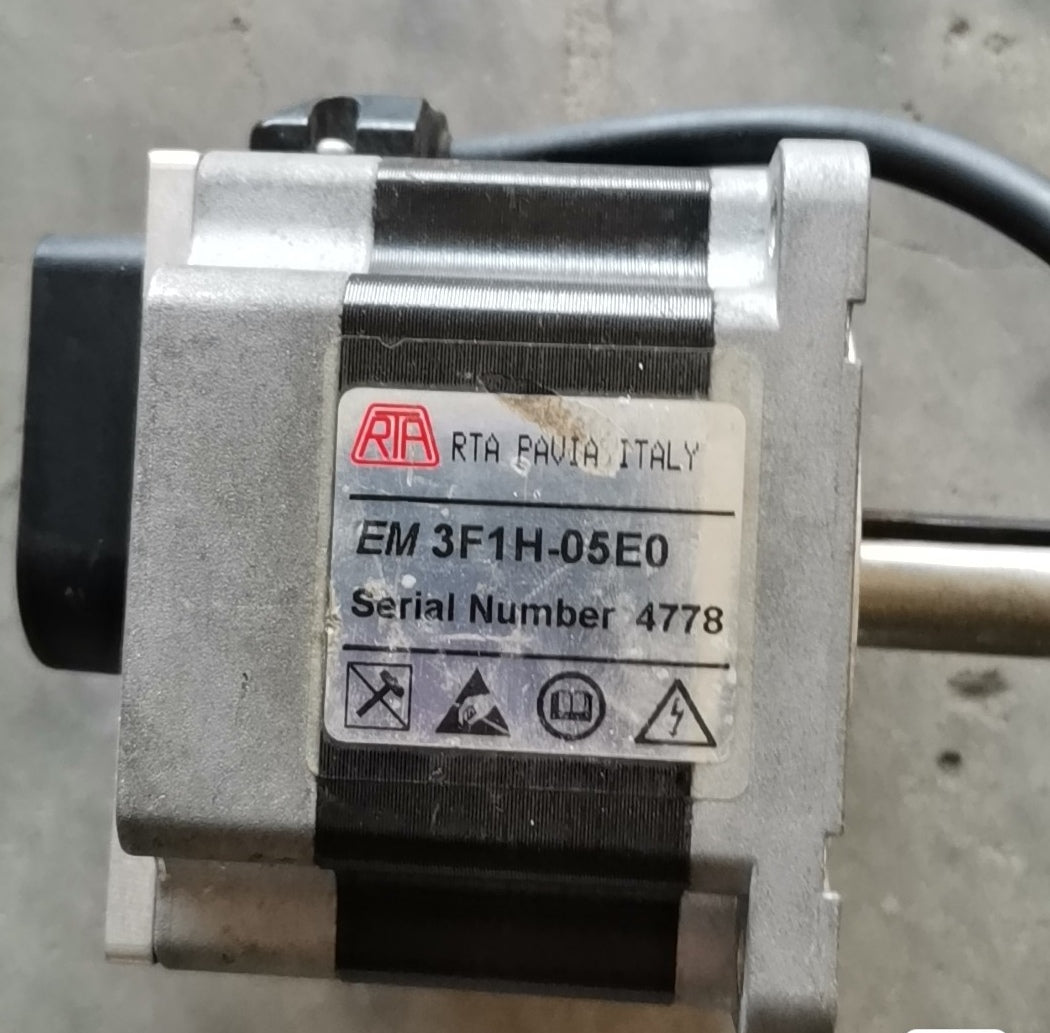 RTA RTA PAVIA ITALY
EM 3F1H-05E0
Serial Number 4778